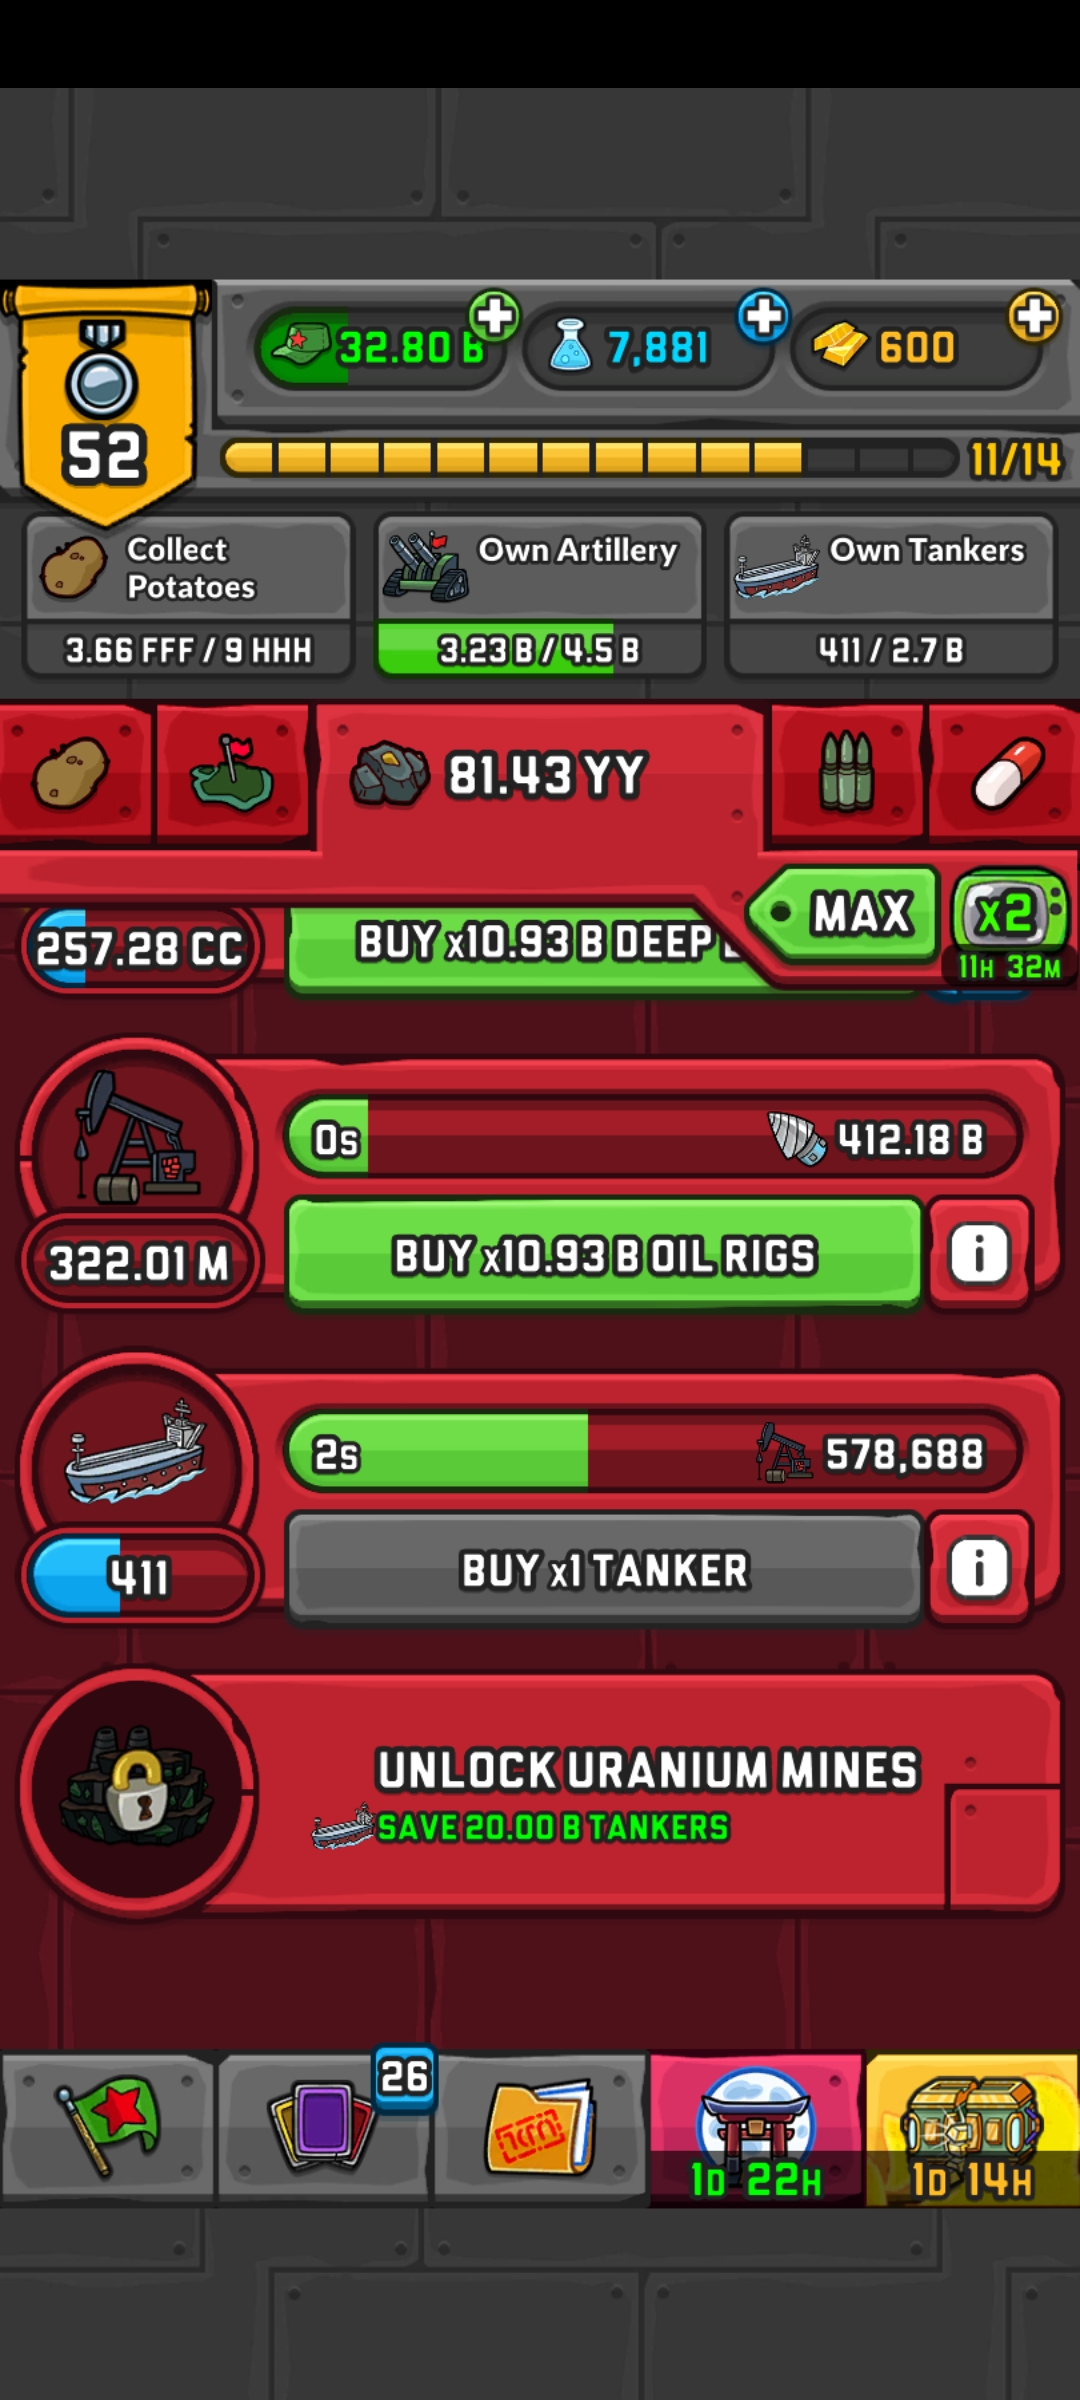 32.80 B
7,881
600
52
11/14
Collect
Potatoes
3.66 FFF / 9 HHH
Own Artillery
3.23 B / 4.5 B
Own Tankers
411 / 2.7 B
81.43 YY
MAX
x2
11H 32M
257.28 CC
BUY x10.93 B DEEP
0s
412.18 B
322.01 M
BUY x10.93 B OIL RIGS
i
2s
578,688
411
BUY x1 TANKER
i
UNLOCK URANIUM MINES
SAVE 20.00 B TANKERS
26
1D 22H
1D 14H